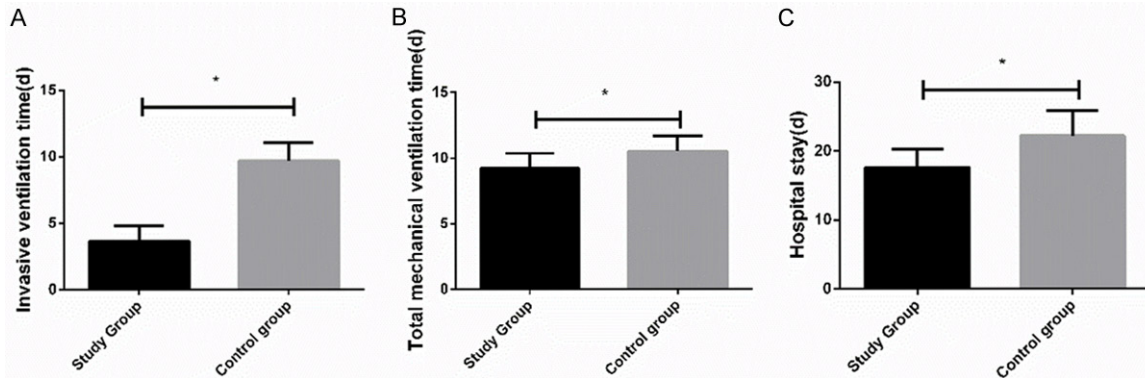 A
Invasive ventilation time(d)
15
10
5
0
*
Study Group
Control group
B
Total mechanical ventilation time(d)
15
10
5
0
*
Study Group
Control group
C
Hospital stay(d)
30
20
10
0
*
Study Group
Control group